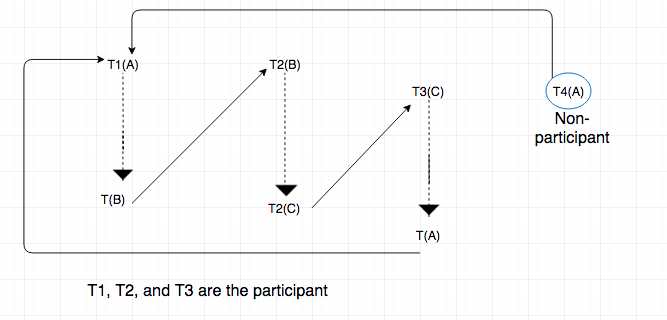 T1(A)
T2(B)
T3(C)
T4(A)
Non-
participant
T(B)
T2(C)
T(A)
T1, T2, and T3 are the participant